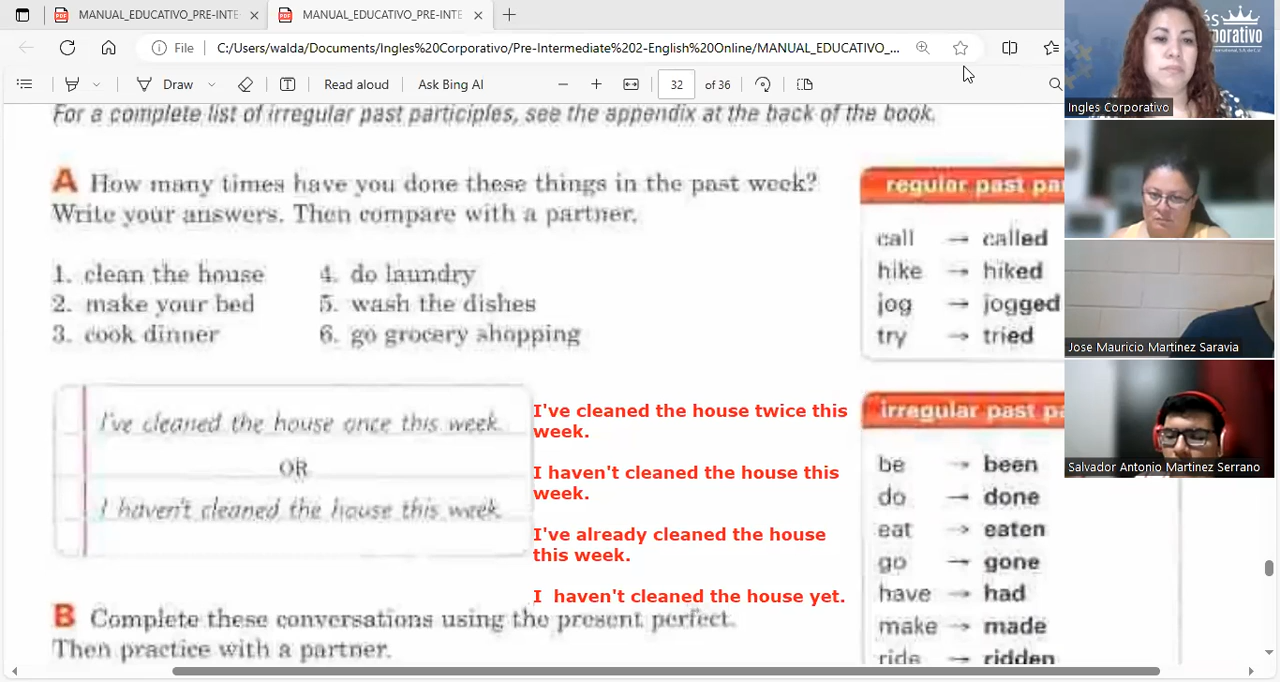 MANUAL_EDUCATIVO_PRE-INTE
MANUAL_EDUCATIVO_PRE-INTE
File
C:/Users/walda/Documents/Ingles%20Corporativo/Pre-Intermediate%202-English%20Online/MANUAL_EDUCATIVO_...
Draw
Read aloud
Ask Bing AI
32
of 36
For a complete list of irregular past participles, see the appendix at the back of the book.
A How many times have you done these things in the past week?
Write your answers. Then compare with a partner.
1. clean the house
2. make your bed
3. cook dinner
4. do laundry
5. wash the dishes
6. go grocery shopping
I've cleaned the house once this week.
OR
I haven't cleaned the house this week.
I've cleaned the house twice this
week.
I haven't cleaned the house this
week.
I've already cleaned the house
this week.
I haven't cleaned the house yet.
B Complete these conversations using the present perfect.
Then practice with a partner.
regular past pa
call → called
hike → hiked
jog → jogged
try → tried
irregular past pa
be → been
do → done
eat → eaten
go → gone
have → had
make → made
ride → ridden
és
orporativo
Ingles Corporativo
Jose Mauricio Martinez Saravia
Salvador Antonio Martinez Serrano